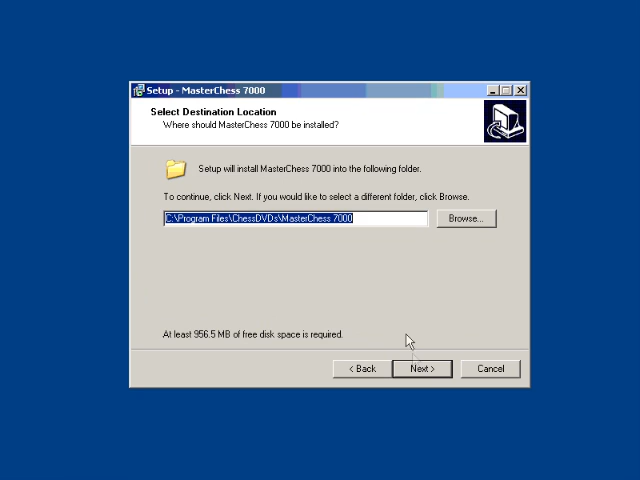 Setup - MasterChess 7000
Select Destination Location
Where should MasterChess 7000 be installed?
Setup will install MasterChess 7000 into the following folder.
To continue, click Next. If you would like to select a different folder, click Browse.
C:\Program Files\ChessDVDs\MasterChess 7000
Browse...
At least 956.5 MB of free disk space is required.
< Back
Next >
Cancel